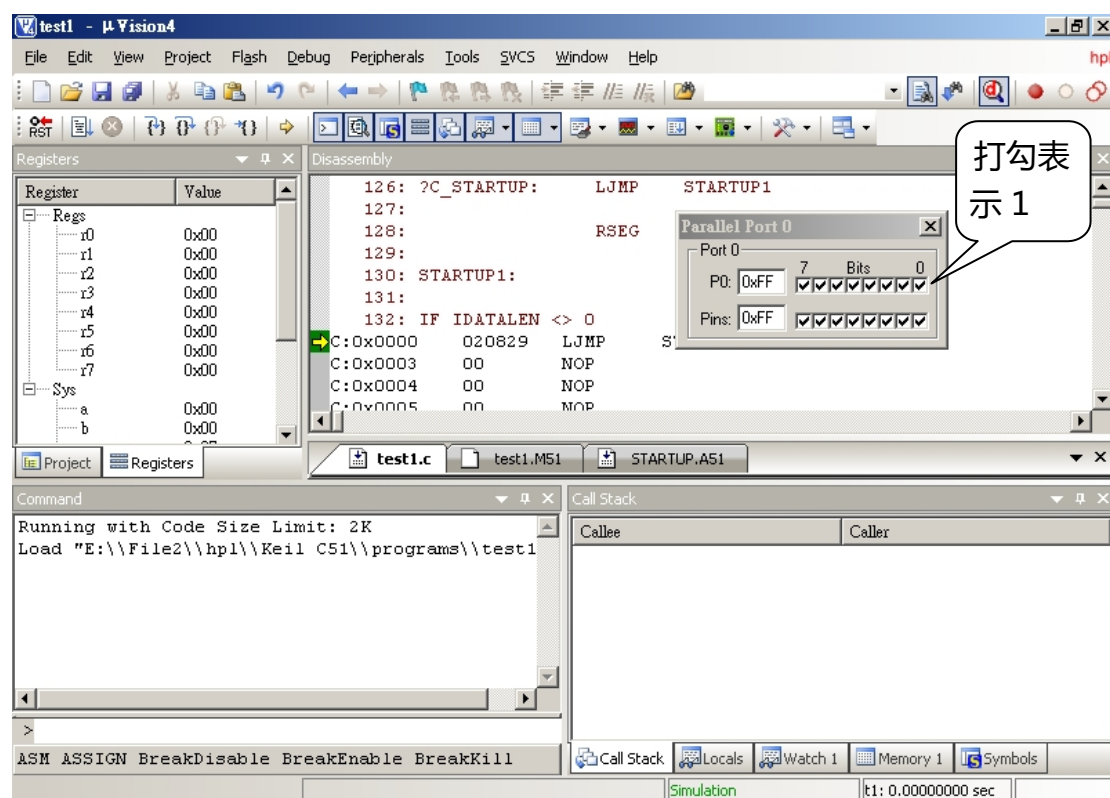 test1 - µVision4
File Edit View Project Flash Debug Peripherals Tools SVCS Window Help
hpl
RST
Registers
Register Value
Regs
r0 0x00
r1 0x00
r2 0x00
r3 0x00
r4 0x00
r5 0x00
r6 0x00
r7 0x00
Sys
a 0x00
b 0x00
Project Registers
Disassembly
126: ?C_STARTUP: LJMP STARTUP1
127:
128: RSEG
129:
130: STARTUP1:
131:
132: IF IDATALEN <> 0
C:0x0000 020829 LJMP
C:0x0003 00 NOP
C:0x0004 00 NOP
C:0x0005 00 NOP
Parallel Port 0
Port 0
7 Bits 0
P0: 0xFF
Pins: 0xFF
打勾表
示 1
test1.c test1.M51 STARTUP.A51
Command
Running with Code Size Limit: 2K
Load "E:\\File2\\hpl\\Keil C51\\programs\\test1
>
ASM ASSIGN BreakDisable BreakEnable BreakKill
Call Stack
Callee Caller
Call Stack Locals Watch 1 Memory 1 Symbols
Simulation t1: 0.00000000 sec